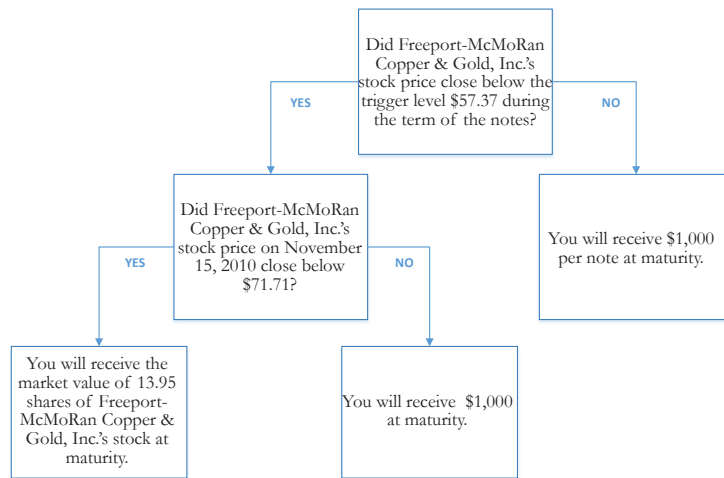 Did Freeport-McMoRan
Copper & Gold, Inc.'s
stock price close below the
trigger level $57.37 during
the term of the notes?
YES
NO
Did Freeport-McMoRan
Copper & Gold, Inc.'s
stock price on November
15, 2010 close below
$71.71?
You will receive $1,000
per note at maturity.
YES
NO
You will receive the
market value of 13.95
shares of Freeport-
McMoRan Copper &
Gold, Inc.'s stock at
maturity.
You will receive $1,000
at maturity.